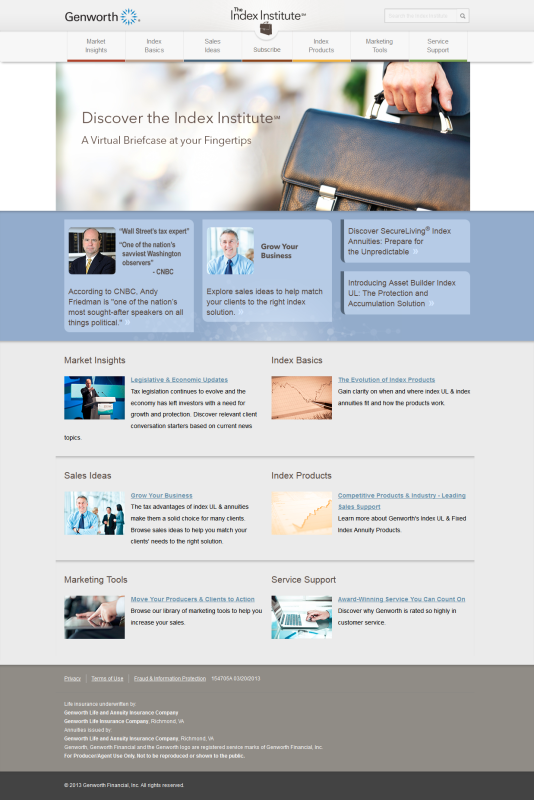 Genworth
The
Index Institute℠
Market
Insights
Index
Basics
Sales
Ideas
Subscribe
Index
Products
Marketing
Tools
Service
Support
Discover the Index Institute℠
A Virtual Briefcase at your Fingertips
"Wall Street's tax expert"
"One of the nation's
savviest Washington
observers"
- CNBC
According to CNBC, Andy
Friedman is "one of the nation's
most sought-after speakers on all
things political." »
Grow Your
Business
Explore sales ideas to help match
your clients to the right index
solution. »
Discover SecureLiving® Index
Annuities: Prepare for
the Unpredictable »
Introducing Asset Builder Index
UL: The Protection and
Accumulation Solution »
Market Insights
Legislative & Economic Updates
Tax legislation continues to evolve and the
economy has left investors with a need for
growth and protection. Discover relevant client
conversation starters based on current news
topics.
Index Basics
The Evolution of Index Products
Gain clarity on when and where index UL & index
annuities fit and how the products work.
Sales Ideas
Grow Your Business
The tax advantages of index UL & annuities
make them a solid choice for many clients.
Browse sales ideas to help you match your
clients' needs to the right solution.
Index Products
Competitive Products & Industry - Leading
Sales Support
Learn more about Genworth's Index UL & Fixed
Index Annuity Products.
Marketing Tools
Move Your Producers & Clients to Action
Browse our library of marketing tools to help you
increase your sales.
Service Support
Award-Winning Service You Can Count On
Discover why Genworth is rated so highly in
customer service.
Privacy Terms of Use Fraud & Information Protection 154705A 03/20/2013
Life insurance underwritten by:
Genworth Life and Annuity Insurance Company
Genworth Life Insurance Company, Richmond, VA
Annuities issued by:
Genworth Life and Annuity Insurance Company, Richmond, VA
Genworth, Genworth Financial and the Genworth logo are registered service marks of Genworth Financial, Inc.
For Producer/Agent Use Only. Not to be reproduced or shown to the public.
© 2013 Genworth Financial, Inc. All rights reserved.